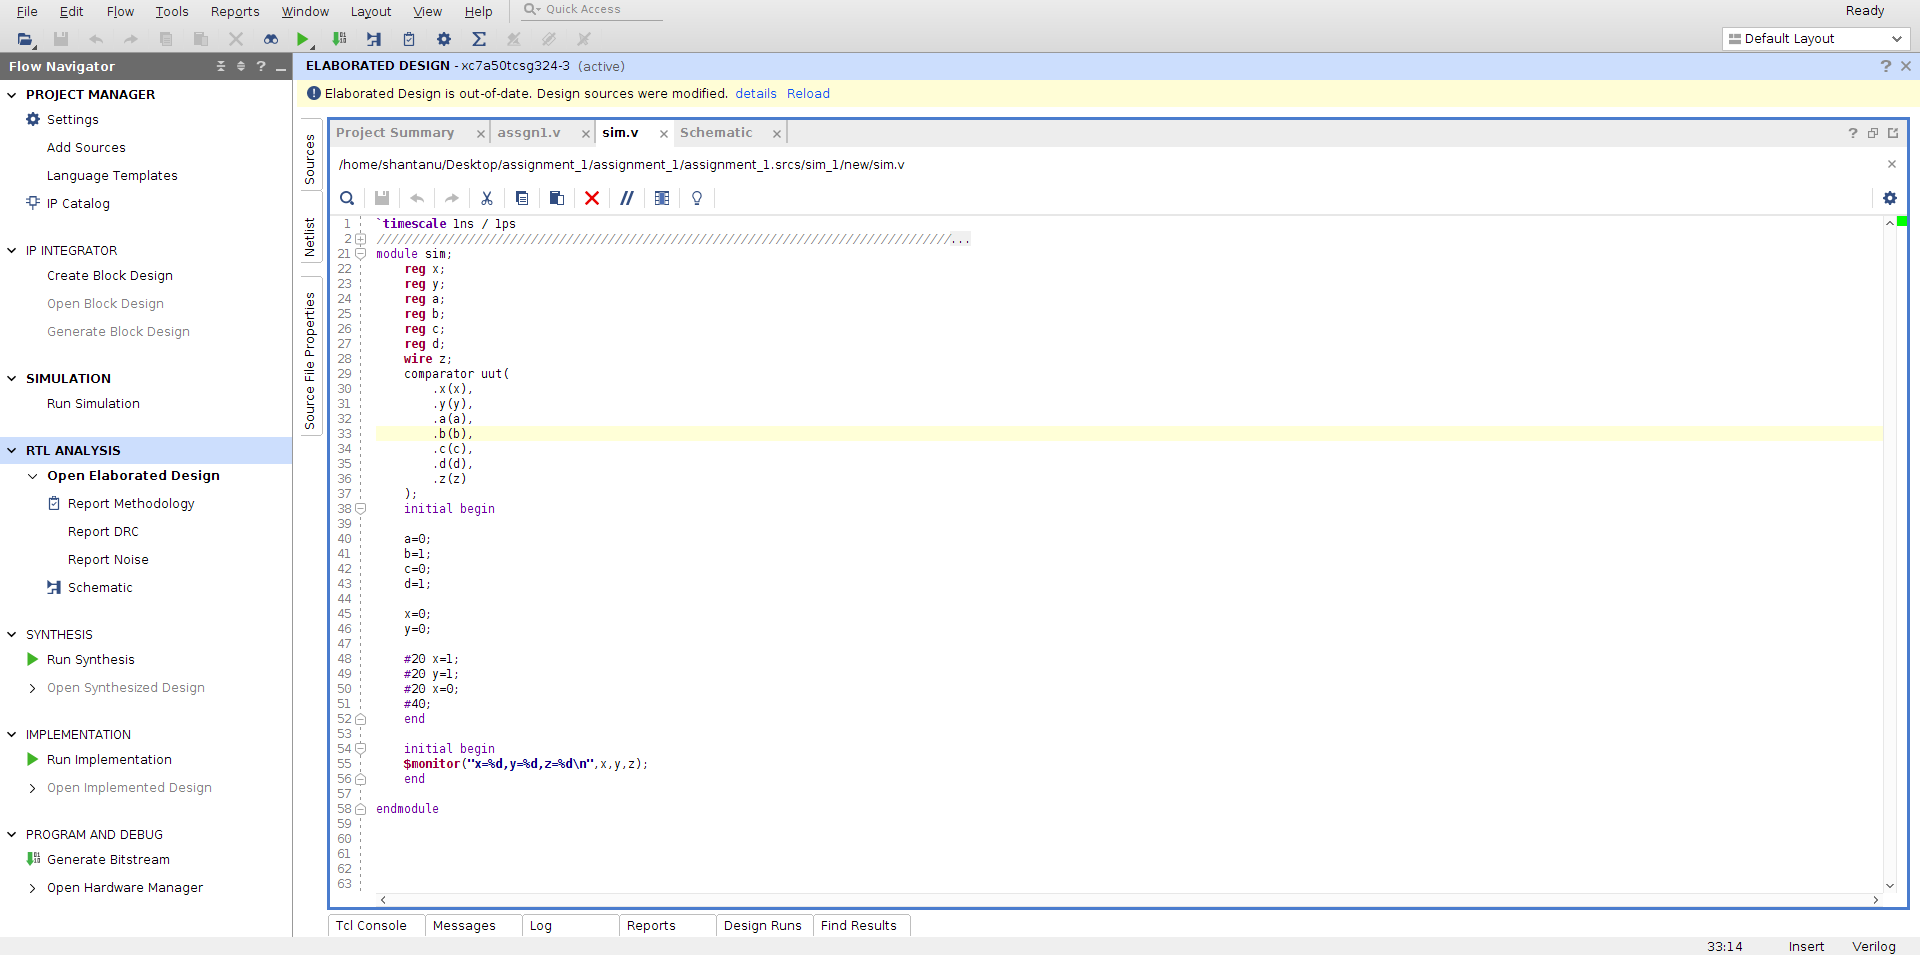 File Edit Flow Tools Reports Window Layout View Help Quick Access Ready
Default Layout
Flow Navigator
PROJECT MANAGER
Settings
Add Sources
Language Templates
IP Catalog
IP INTEGRATOR
Create Block Design
Open Block Design
Generate Block Design
SIMULATION
Run Simulation
RTL ANALYSIS
Open Elaborated Design
Report Methodology
Report DRC
Report Noise
Schematic
SYNTHESIS
Run Synthesis
Open Synthesized Design
IMPLEMENTATION
Run Implementation
Open Implemented Design
PROGRAM AND DEBUG
Generate Bitstream
Open Hardware Manager
ELABORATED DESIGN - xc7a50tcsg324-3 (active)
Elaborated Design is out-of-date. Design sources were modified. details Reload
Sources
Netlist
Source File Properties
Project Summary assgn1.v sim.v Schematic
/home/shantanu/Desktop/assignment_1/assignment_1/assignment_1.srcs/sim_1/new/sim.v
1 `timescale 1ns / 1ps
2 //////////////////////////////////////////////////////////////////////////////////...
21 module sim;
22 reg x;
23 reg y;
24 reg a;
25 reg b;
26 reg c;
27 reg d;
28 wire z;
29 comparator uut(
30 .x(x),
31 .y(y),
32 .a(a),
33 .b(b),
34 .c(c),
35 .d(d),
36 .z(z)
37 );
38 initial begin
39
40 a=0;
41 b=1;
42 c=0;
43 d=1;
44
45 x=0;
46 y=0;
47
48 #20 x=1;
49 #20 y=1;
50 #20 x=0;
51 #40;
52 end
53
54 initial begin
55 $monitor("x=%d,y=%d,z=%d\n",x,y,z);
56 end
57
58 endmodule
59
60
61
62
63
Tcl Console Messages Log Reports Design Runs Find Results
33:14 Insert Verilog